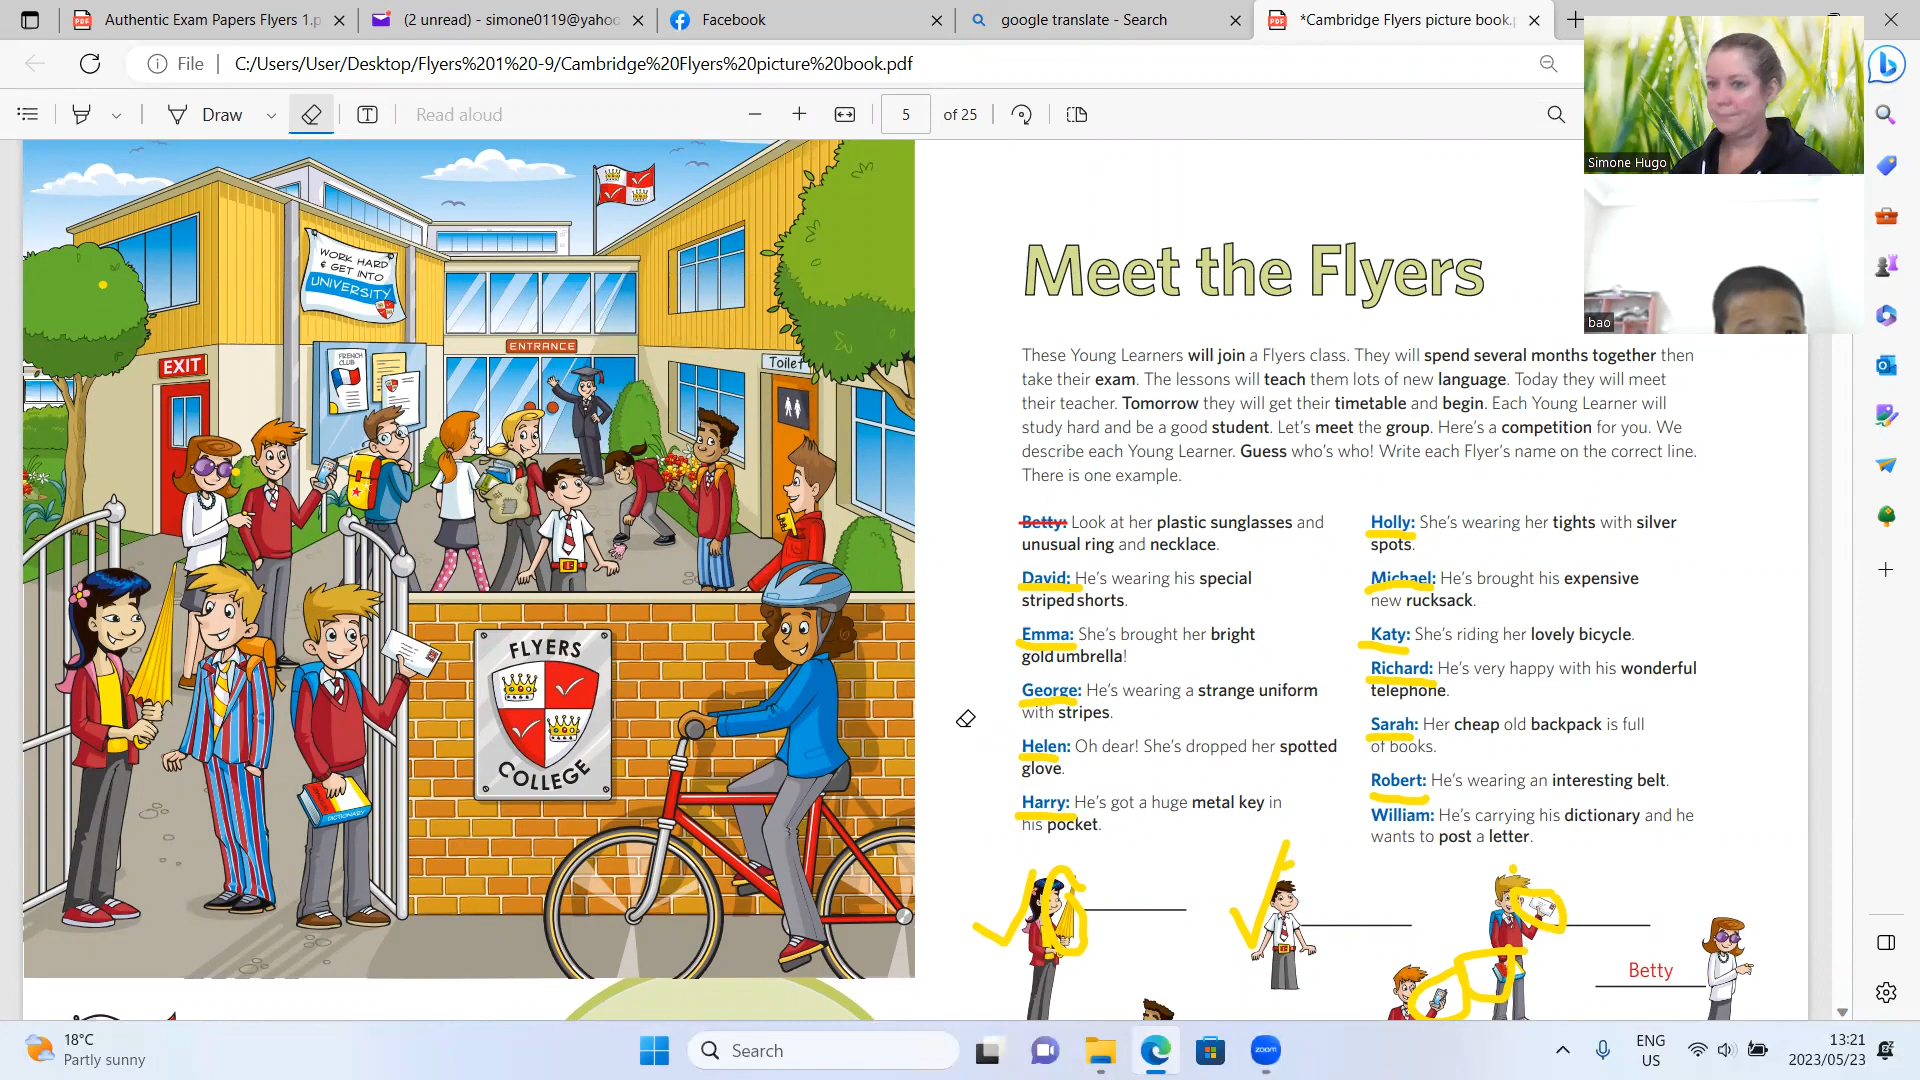 Authentic Exam Papers Flyers 1.p
(2 unread) - simone0119@yahoo
Facebook
google translate - Search
*Cambridge Flyers picture book.p
File
C:/Users/User/Desktop/Flyers%201%20-9/Cambridge%20Flyers%20picture%20book.pdf
Draw
Read aloud
5
of 25
Simone Hugo
bao
WORK HARD
& GET INTO
UNIVERSITY
EXIT
FRENCH
CLUB
ENTRANCE
Toilet
FLYERS
COLLEGE
DICTIONARY
Meet the Flyers
These Young Learners will join a Flyers class. They will spend several months together then
take their exam. The lessons will teach them lots of new language. Today they will meet
their teacher. Tomorrow they will get their timetable and begin. Each Young Learner will
study hard and be a good student. Let's meet the group. Here's a competition for you. We
describe each Young Learner. Guess who's who! Write each Flyer's name on the correct line.
There is one example.
Betty: Look at her plastic sunglasses and
unusual ring and necklace.
David: He's wearing his special
striped shorts.
Emma: She's brought her bright
gold umbrella!
George: He's wearing a strange uniform
with stripes.
Helen: Oh dear! She's dropped her spotted
glove.
Harry: He's got a huge metal key in
his pocket.
Holly: She's wearing her tights with silver
spots.
Michael: He's brought his expensive
new rucksack.
Katy: She's riding her lovely bicycle.
Richard: He's very happy with his wonderful
telephone.
Sarah: Her cheap old backpack is full
of books.
Robert: He's wearing an interesting belt.
William: He's carrying his dictionary and he
wants to post a letter.
Betty
18°C
Partly sunny
Search
zoom
ENG
US
13:21
2023/05/23